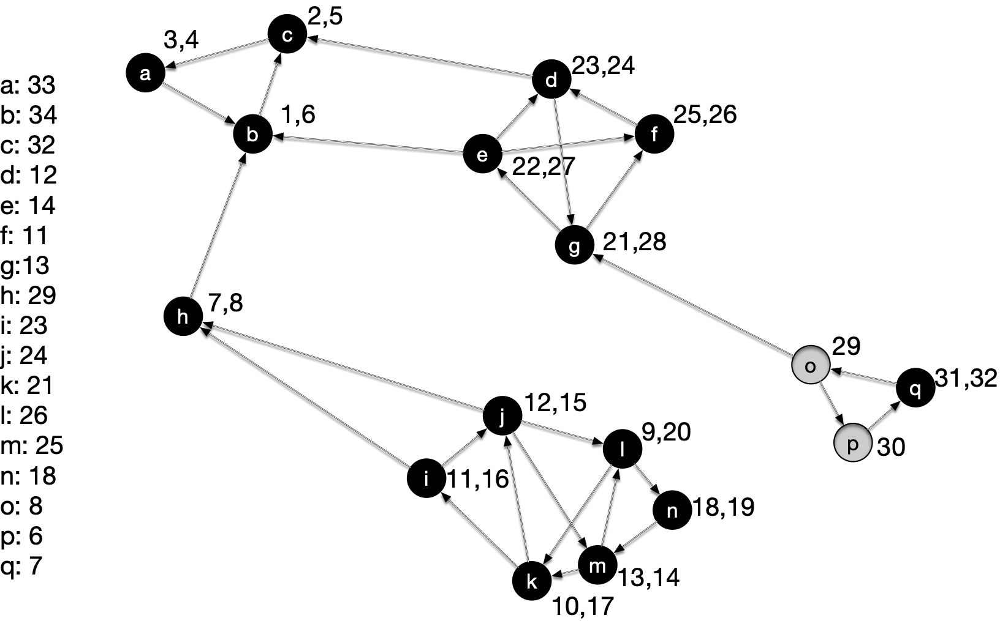 a: 33
b: 34
c: 32
d: 12
e: 14
f: 11
g:13
h: 29
i: 23
j: 24
k: 21
l: 26
m: 25
n: 18
o: 8
p: 6
q: 7
c
2,5
a
3,4
b
1,6
d
23,24
f
25,26
e
22,27
g
21,28
h
7,8
o
29
q
31,32
p
30
j
12,15
l
9,20
i
11,16
n
18,19
m
13,14
k
10,17